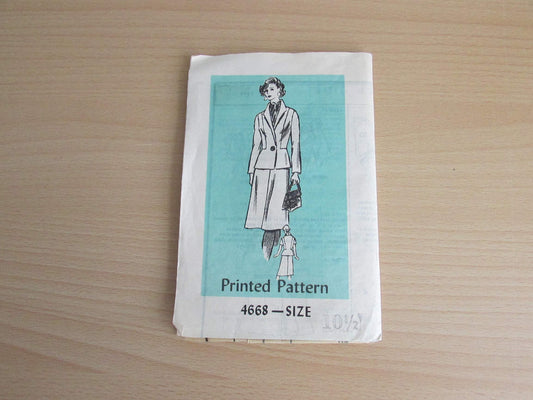 Printed Pattern
4668 — SIZE 10½